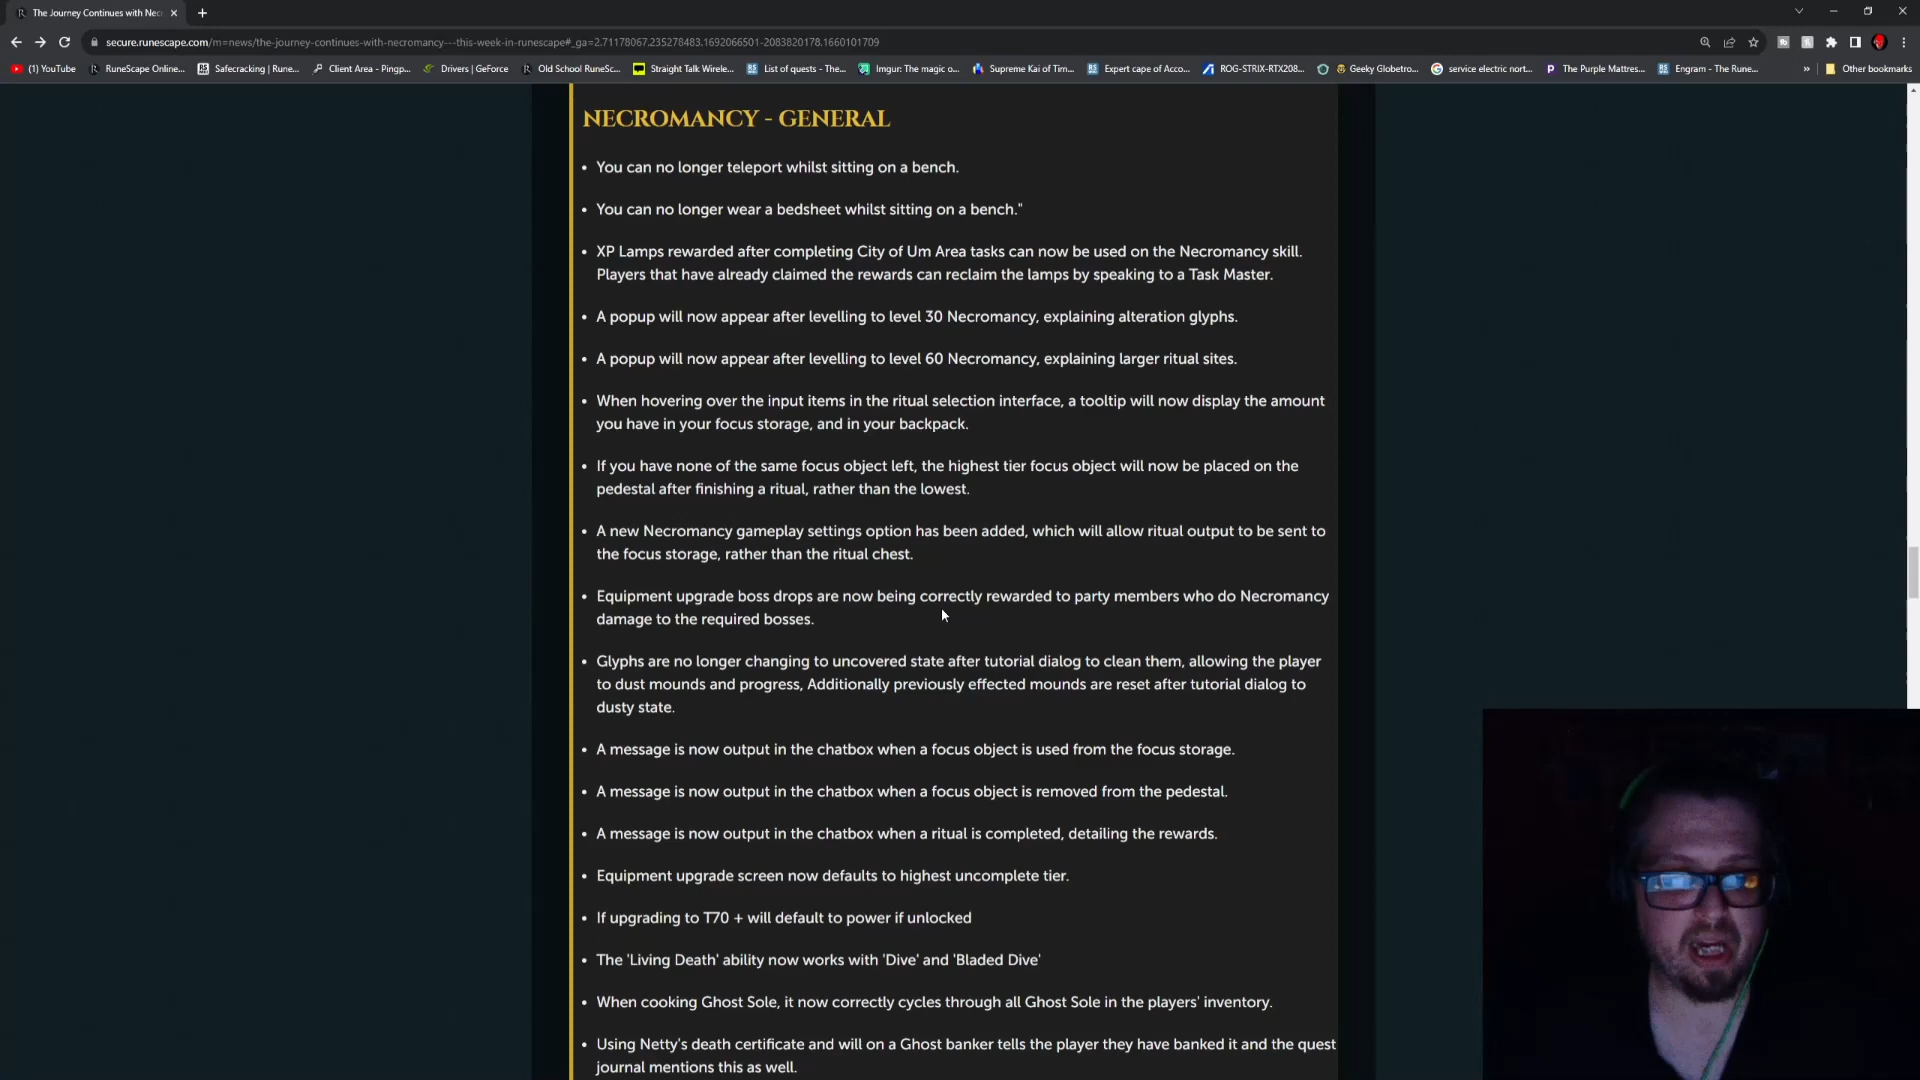 The Journey Continues with Nec
secure.runescape.com/m=news/the-journey-continues-with-necromancy---this-week-in-runescape#_ga=2.71178067.235278483.1692066501-2083820178.1660101709
(1) YouTube
RuneScape Online...
Safecracking | Rune...
Client Area - Pingp...
Drivers | GeForce
Old School RuneSc...
Straight Talk Wirele...
List of quests - The...
Imgur: The magic o...
Supreme Kai of Tim...
Expert cape of Acco...
ROG-STRIX-RTX208...
Geeky Globetro...
service electric nort...
The Purple Mattres...
Engram - The Rune...
»
Other bookmarks
NECROMANCY - GENERAL
• You can no longer teleport whilst sitting on a bench.
• You can no longer wear a bedsheet whilst sitting on a bench."
• XP Lamps rewarded after completing City of Um Area tasks can now be used on the Necromancy skill.
Players that have already claimed the rewards can reclaim the lamps by speaking to a Task Master.
• A popup will now appear after levelling to level 30 Necromancy, explaining alteration glyphs.
• A popup will now appear after levelling to level 60 Necromancy, explaining larger ritual sites.
• When hovering over the input items in the ritual selection interface, a tooltip will now display the amount
you have in your focus storage, and in your backpack.
• If you have none of the same focus object left, the highest tier focus object will now be placed on the
pedestal after finishing a ritual, rather than the lowest.
• A new Necromancy gameplay settings option has been added, which will allow ritual output to be sent to
the focus storage, rather than the ritual chest.
• Equipment upgrade boss drops are now being correctly rewarded to party members who do Necromancy
damage to the required bosses.
• Glyphs are no longer changing to uncovered state after tutorial dialog to clean them, allowing the player
to dust mounds and progress, Additionally previously effected mounds are reset after tutorial dialog to
dusty state.
• A message is now output in the chatbox when a focus object is used from the focus storage.
• A message is now output in the chatbox when a focus object is removed from the pedestal.
• A message is now output in the chatbox when a ritual is completed, detailing the rewards.
• Equipment upgrade screen now defaults to highest uncomplete tier.
• If upgrading to T70 + will default to power if unlocked
• The 'Living Death' ability now works with 'Dive' and 'Bladed Dive'
• When cooking Ghost Sole, it now correctly cycles through all Ghost Sole in the players' inventory.
• Using Netty's death certificate and will on a Ghost banker tells the player they have banked it and the quest
journal mentions this as well.